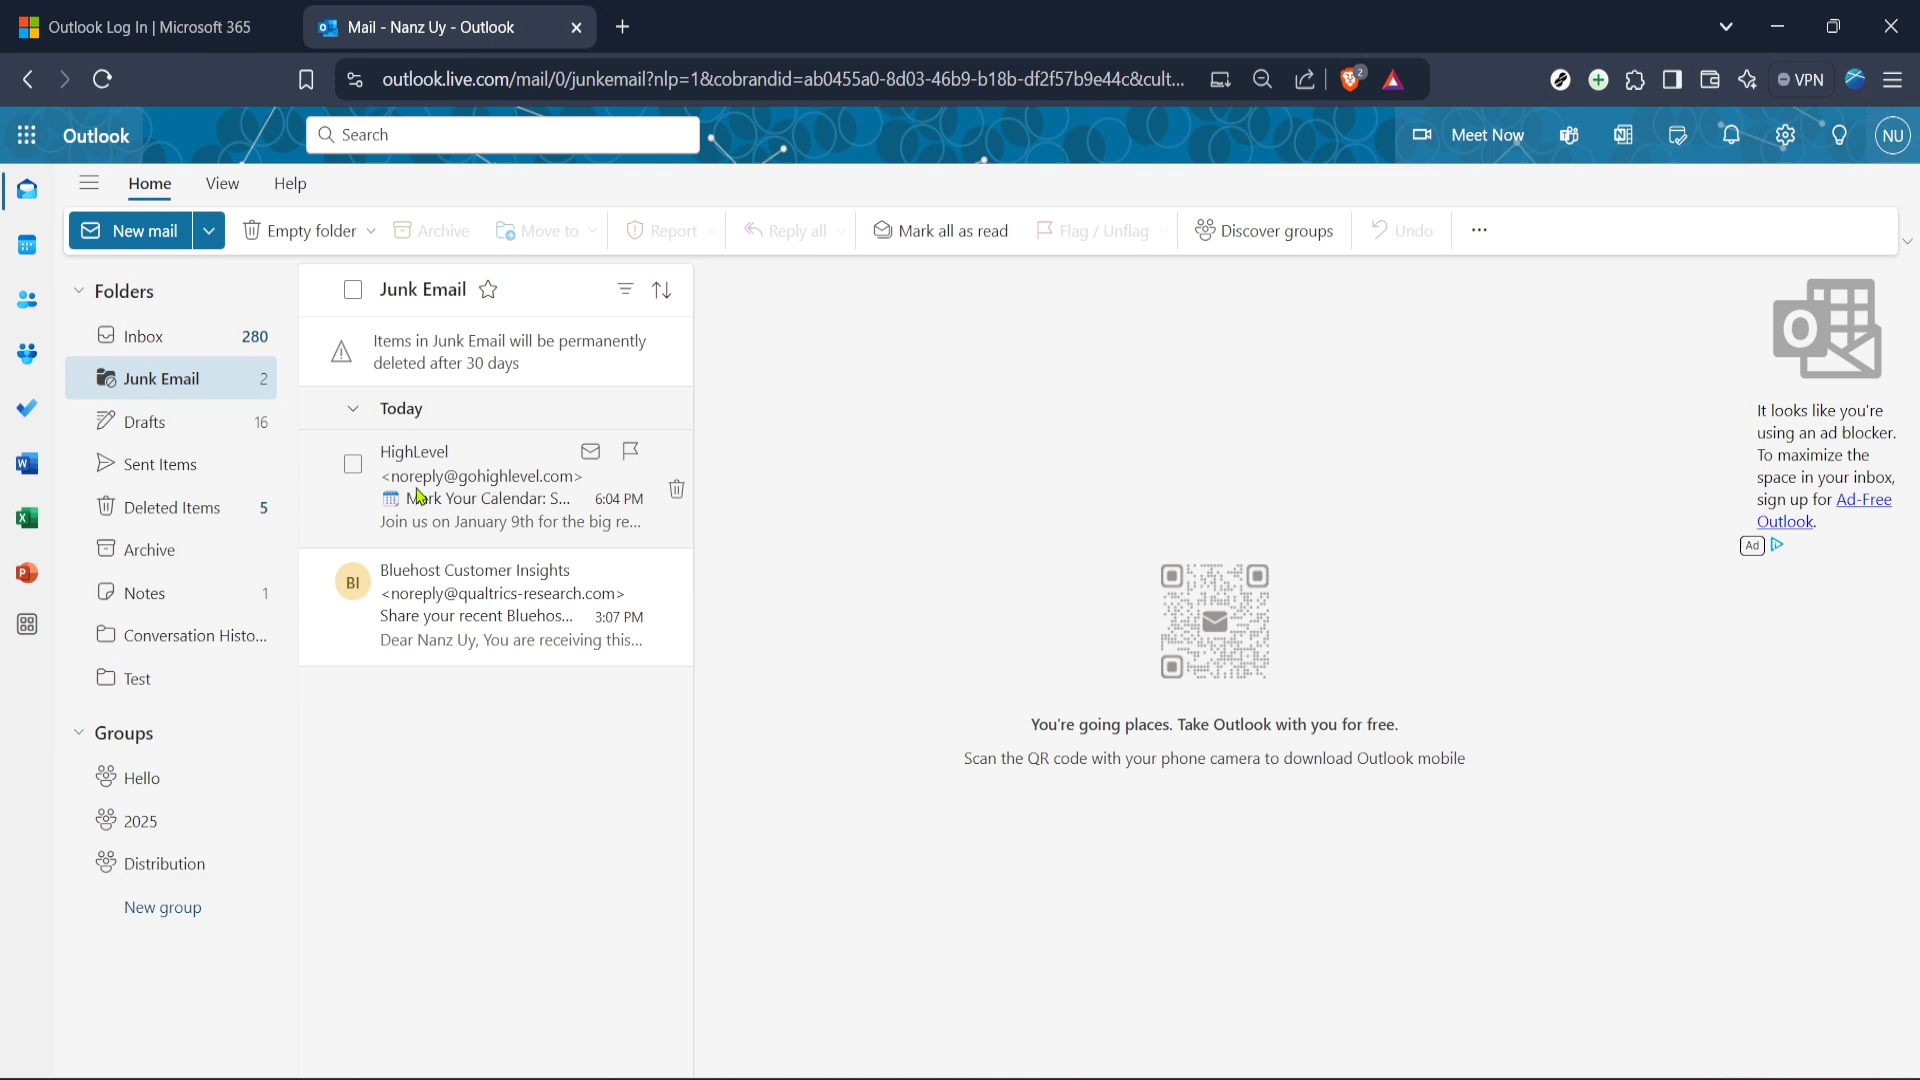 Outlook Log In | Microsoft 365
Mail - Nanz Uy - Outlook
outlook.live.com/mail/0/junkemail?nlp=1&cobrandid=ab0455a0-8d03-46b9-b18b-df2f57b9e44c&cult...
2
VPN
Outlook
Search
Meet Now
NU
Home
View
Help
New mail
Empty folder
Archive
Move to
Report
Reply all
Mark all as read
Flag / Unflag
Discover groups
Undo
Folders
Inbox 280
Junk Email 2
Drafts 16
Sent Items
Deleted Items 5
Archive
Notes 1
Conversation Histo...
Test
Groups
Hello
2025
Distribution
New group
Junk Email
Items in Junk Email will be permanently
deleted after 30 days
Today
HighLevel
<noreply@gohighlevel.com>
Mark Your Calendar: S... 6:04 PM
Join us on January 9th for the big re...
BI
Bluehost Customer Insights
<noreply@qualtrics-research.com>
Share your recent Bluehos... 3:07 PM
Dear Nanz Uy, You are receiving this...
You're going places. Take Outlook with you for free.
Scan the QR code with your phone camera to download Outlook mobile
It looks like you're
using an ad blocker.
To maximize the
space in your inbox,
sign up for Ad-Free
Outlook.
Ad